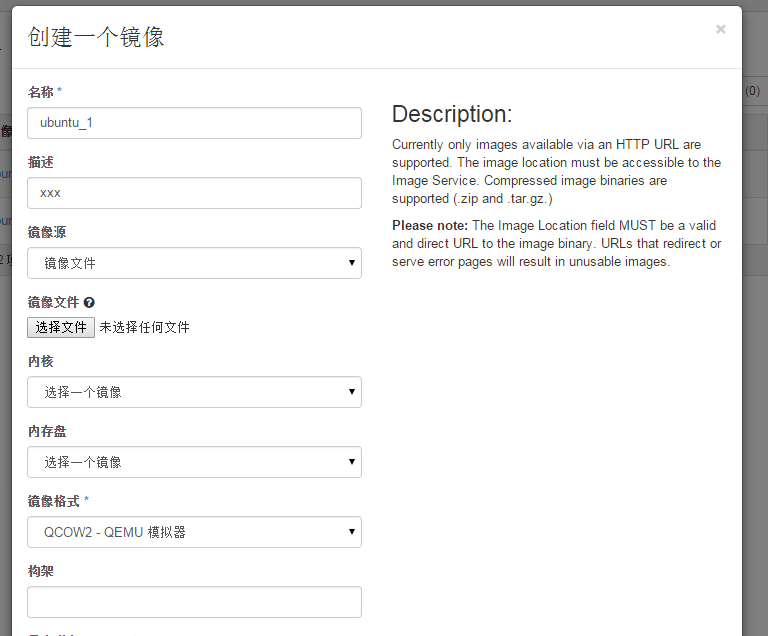 创建一个镜像
×
名称 *
ubuntu_1
描述
xxx
镜像源
镜像文件
镜像文件
选择文件 未选择任何文件
内核
选择一个镜像
内存盘
选择一个镜像
镜像格式 *
QCOW2 - QEMU 模拟器
构架
Description:
Currently only images available via an HTTP URL are
supported. The image location must be accessible to the
Image Service. Compressed image binaries are
supported (.zip and .tar.gz.)
Please note: The Image Location field MUST be a valid
and direct URL to the image binary. URLs that redirect or
serve error pages will result in unusable images.
(0)
像